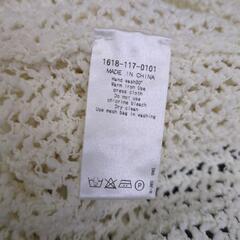 1618-117-0101
MADE IN CHINA
Hand wash30°
Warm iron Use
press cloth
Do not use
chlorine bleach
Dry clean
Use mesh bag in washing